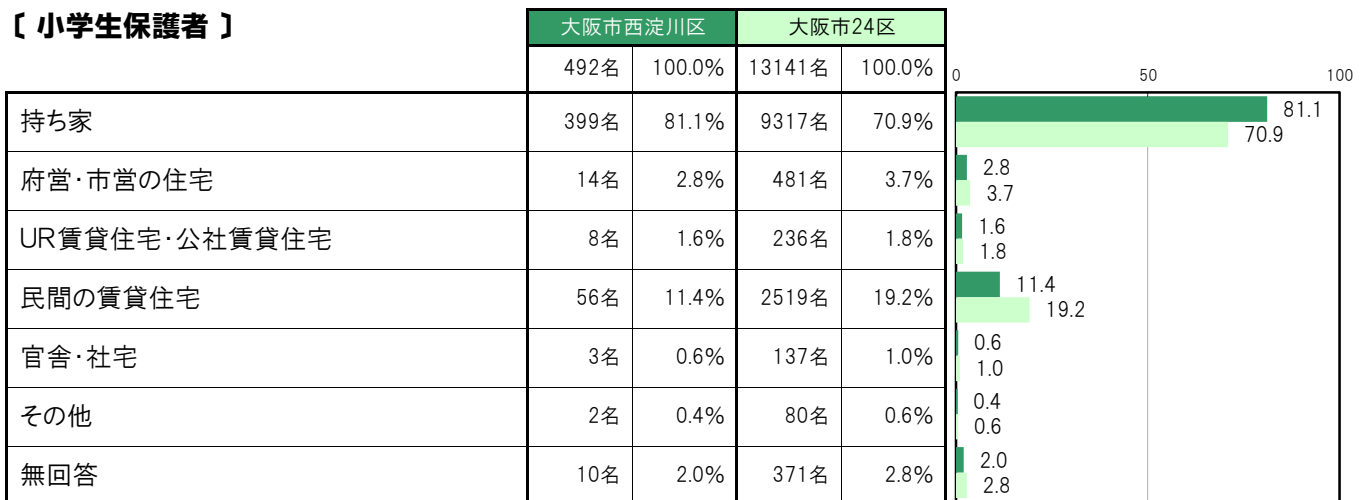 〔 小学生保護者 〕
大阪市西淀川区 大阪市24区
492名 100.0% 13141名 100.0%
0 50 100
持ち家 399名 81.1% 9317名 70.9%
81.1
70.9
府営・市営の住宅 14名 2.8% 481名 3.7%
2.8
3.7
UR賃貸住宅・公社賃貸住宅 8名 1.6% 236名 1.8%
1.6
1.8
民間の賃貸住宅 56名 11.4% 2519名 19.2%
11.4
19.2
官舎・社宅 3名 0.6% 137名 1.0%
0.6
1.0
その他 2名 0.4% 80名 0.6%
0.4
0.6
無回答 10名 2.0% 371名 2.8%
2.0
2.8